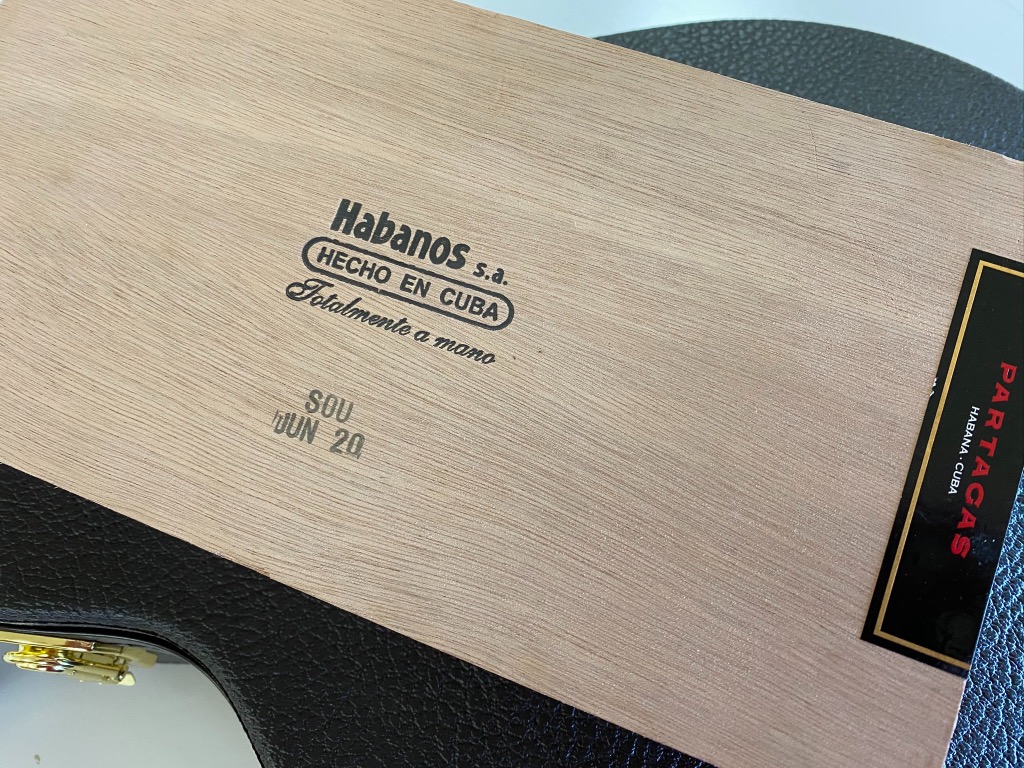 Habanos s.a.
HECHO EN CUBA
Totalmente a mano
SOU
JUN 20
PARTAGAS
HABANA · CUBA